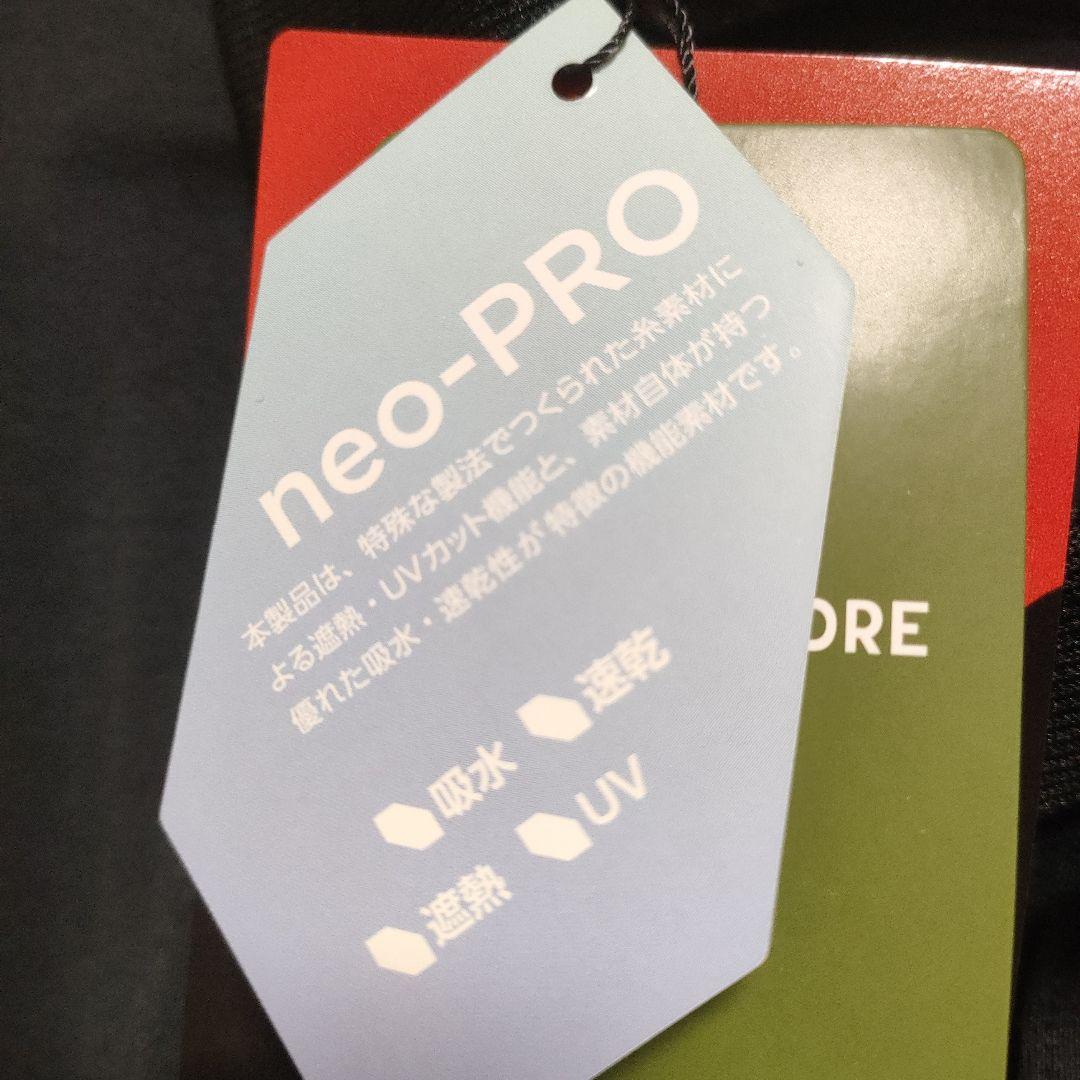 neo-PRO
本製品は、特殊な製法でつくられた糸素材に
よる遮熱・UVカット機能と、素材自体が持つ
優れた吸水・速乾性が特徴の機能素材です。
吸水 速乾
遮熱 UV
ORE